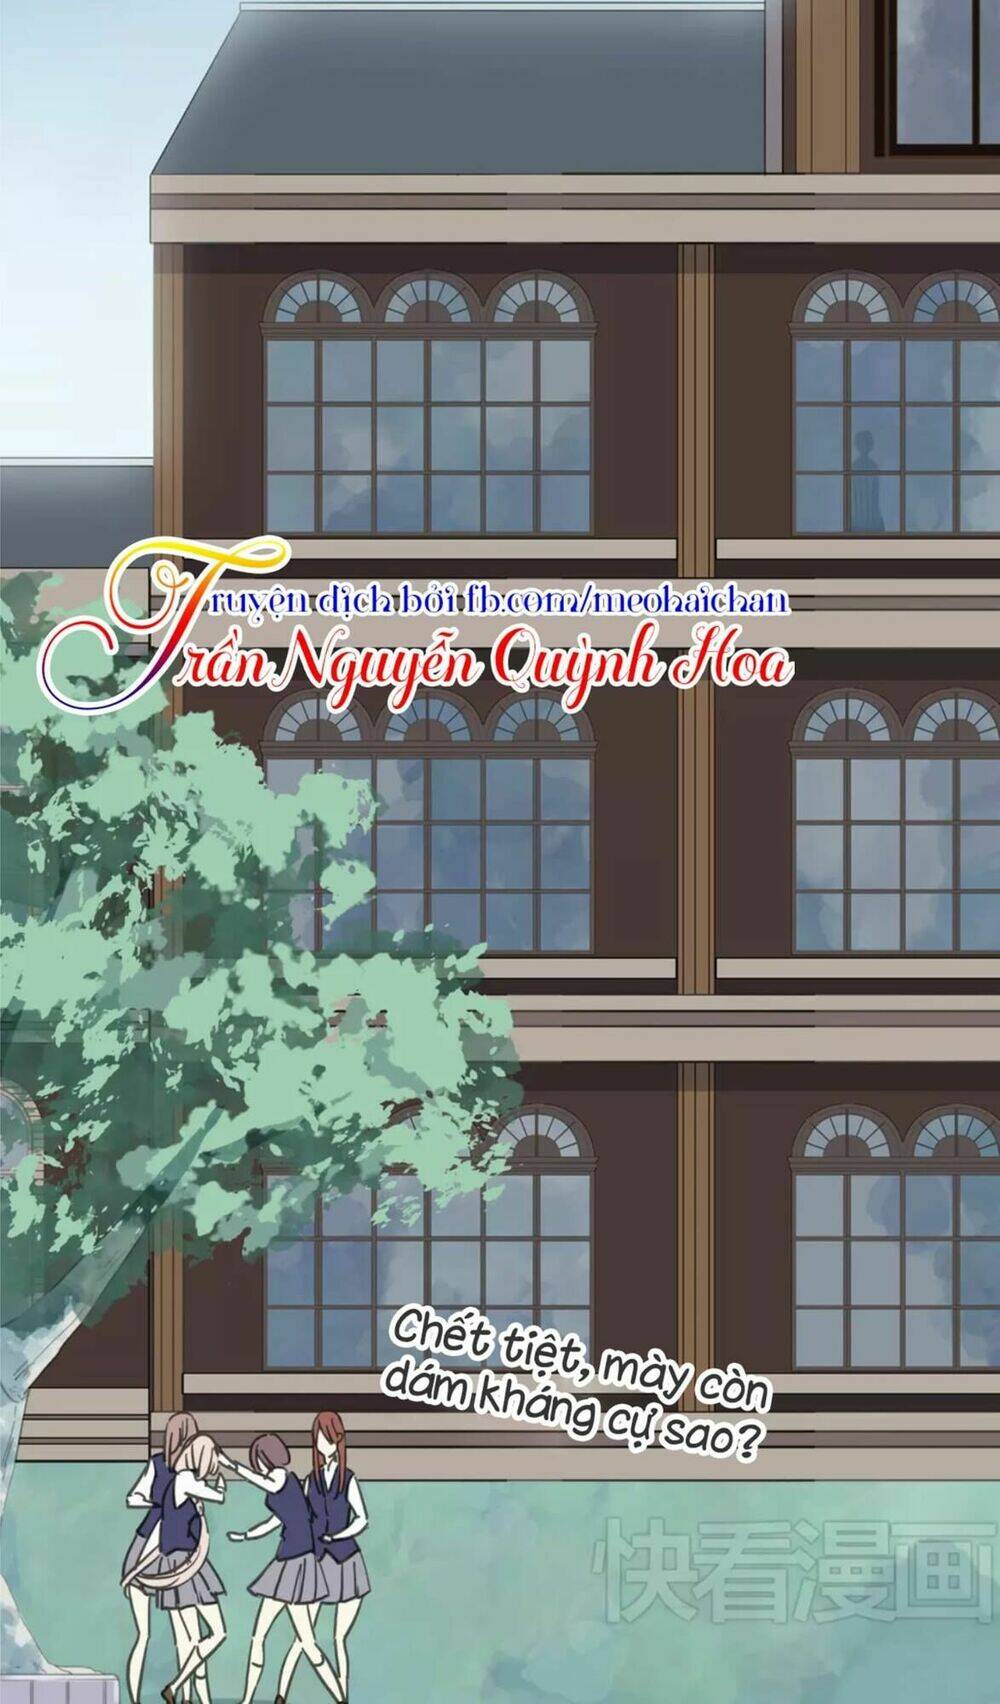 Truyện dịch bởi fb.com/meohaichan
Trần Nguyễn Quỳnh Hoa
Chết tiệt, mày còn
dám kháng cự sao?
快看漫画